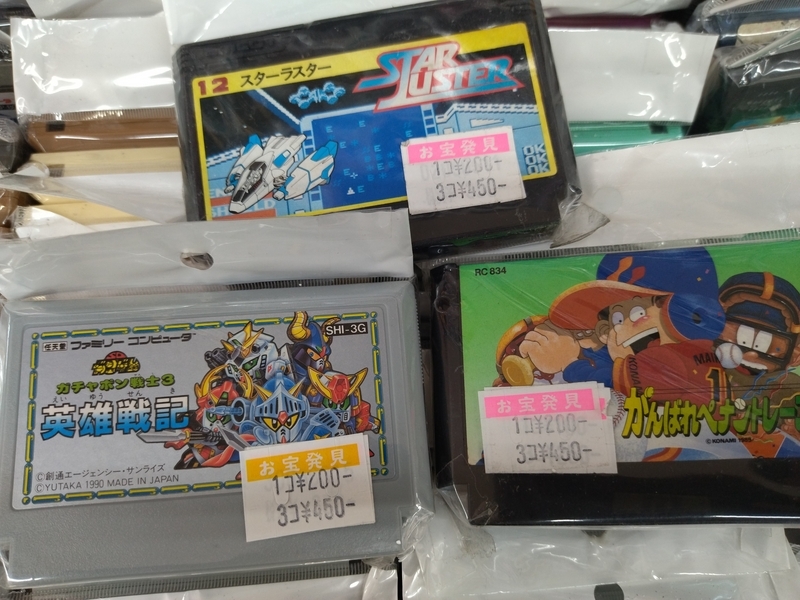 12 スターラスター
STAR
LUSTER
お宝発見
1コ¥200-
3コ¥450-
OK
OK
OK
任天堂 ファミリー コンピュータ
SHI-3G
ガチャポン戦士3
えいゆうせんき
英雄戦記
©創通エージェンシー・サンライズ
©YUTAKA 1990 MADE IN JAPAN
お宝発見
1コ¥200-
3コ¥450-
RC834
がんばれペナントレース
©KONAMI 1989
お宝発見
1コ¥200-
3コ¥450-